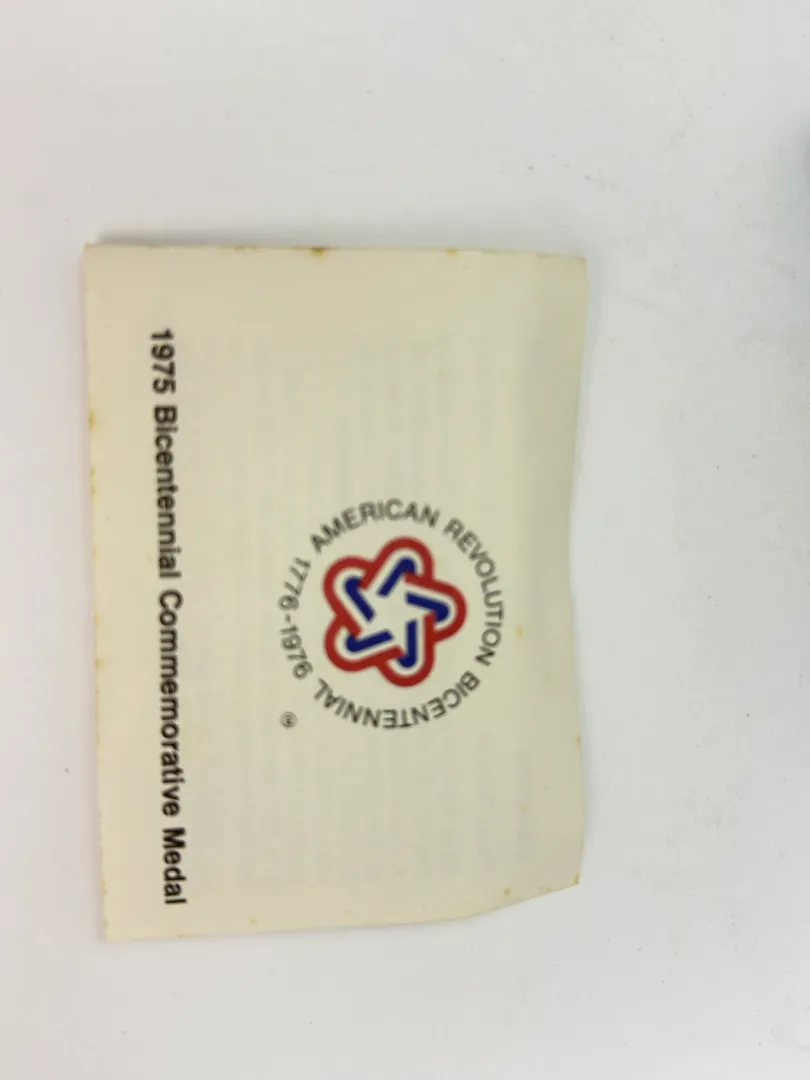 AMERICAN REVOLUTION BICENTENNIAL
1776-1976
1975 Bicentennial Commemorative Medal